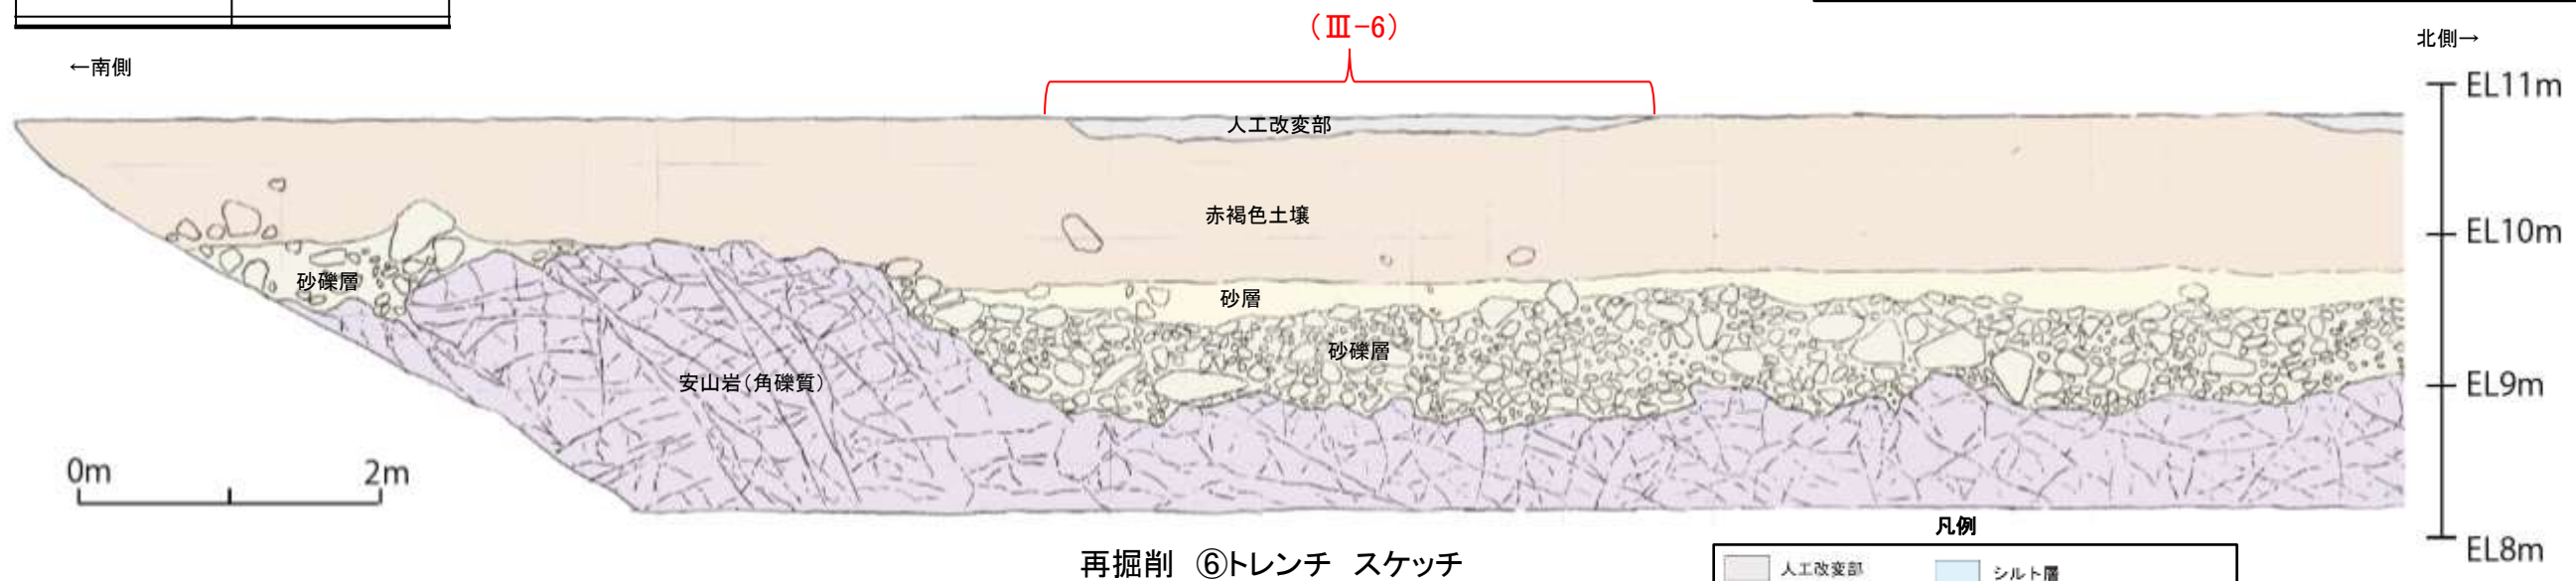 (Ⅲ-6)
北側→
←南側
EL11m
人工改変部
赤褐色土壌
EL10m
砂礫層
砂層
砂礫層
安山岩(角礫質)
EL9m
0m 2m
凡例
EL8m
再掘削 ⑥トレンチ スケッチ
人工改変部 シルト層